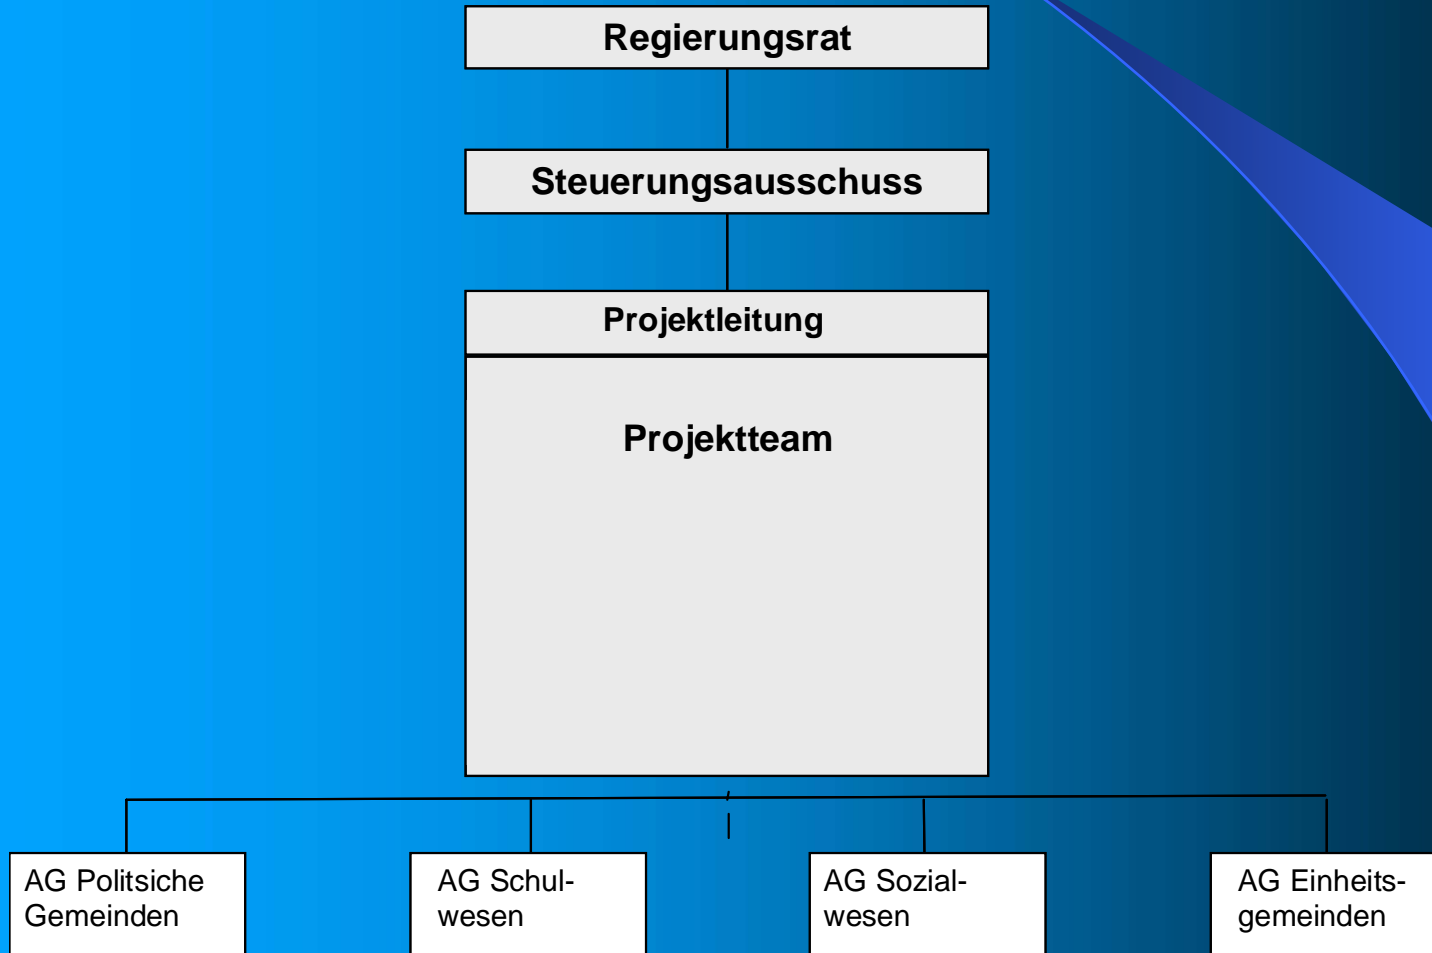 Regierungsrat
Steuerungsausschuss
Projektleitung
Projektteam
AG Politsiche
Gemeinden
AG Schul-
wesen
AG Sozial-
wesen
AG Einheits-
gemeinden